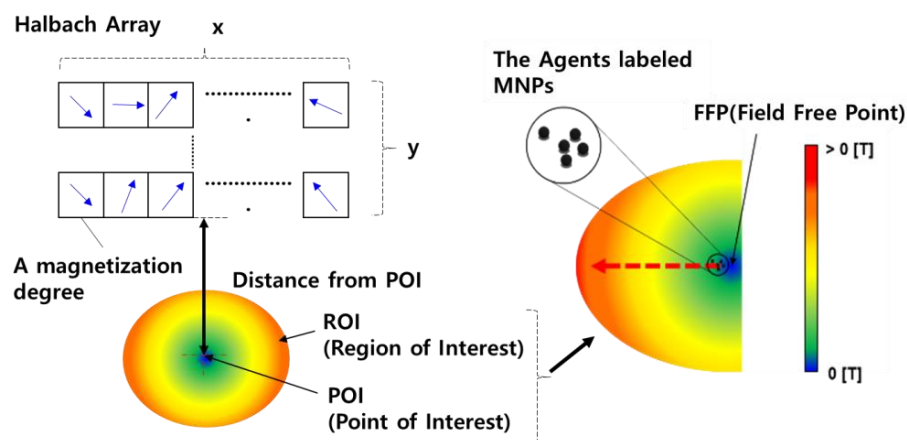 Halbach Array
x
y
A magnetization
degree
Distance from POI
ROI
(Region of Interest)
POI
(Point of Interest)
The Agents labeled
MNPs
FFP(Field Free Point)
> 0 [T]
0 [T]